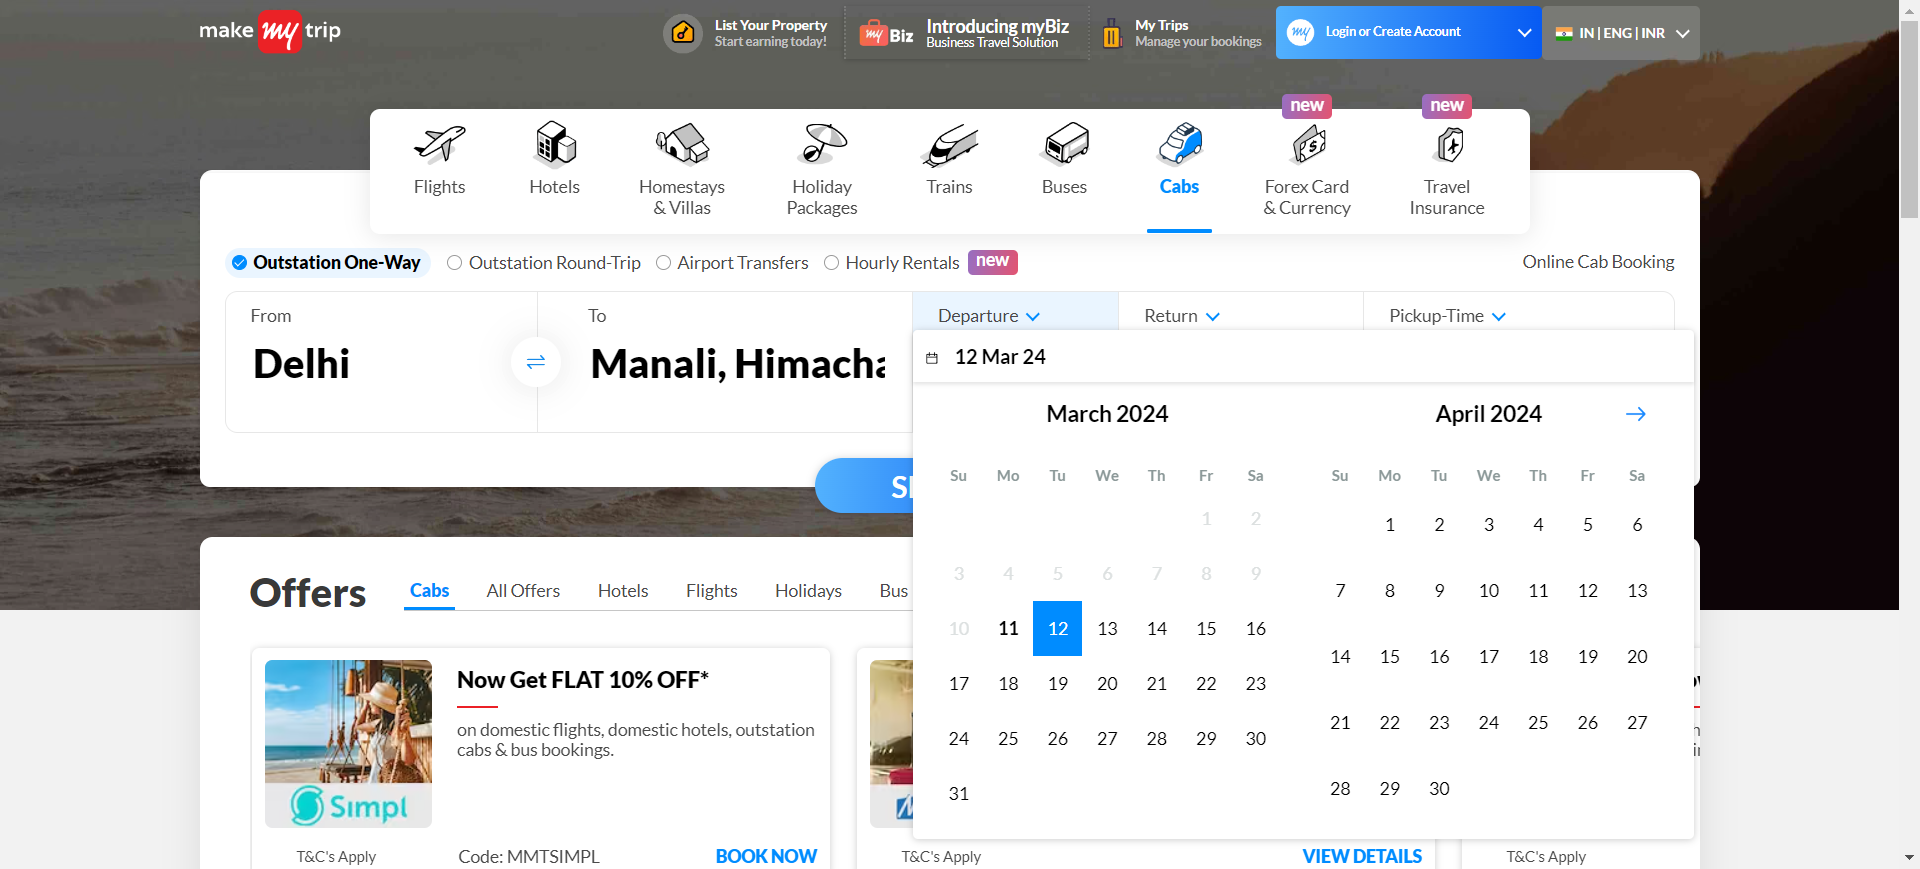 make my trip
List Your Property
Start earning today!
my Biz
Introducing myBiz
Business Travel Solution
My Trips
Manage your bookings
my
Login or Create Account
IN | ENG | INR
new
new
Flights
Hotels
Homestays
& Villas
Holiday
Packages
Trains
Buses
Cabs
Forex Card
& Currency
Travel
Insurance
Outstation One-Way
Outstation Round-Trip
Airport Transfers
Hourly Rentals
new
Online Cab Booking
From
To
Departure
Return
Pickup-Time
Delhi
Manali, Himacha
12 Mar 24
March 2024
April 2024
Su Mo Tu We Th Fr Sa
1 2
3 4 5 6 7 8 9
10 11 12 13 14 15 16
17 18 19 20 21 22 23
24 25 26 27 28 29 30
31
Su Mo Tu We Th Fr Sa
1 2 3 4 5 6
7 8 9 10 11 12 13
14 15 16 17 18 19 20
21 22 23 24 25 26 27
28 29 30
Offers
Cabs
All Offers
Hotels
Flights
Holidays
Bus
Now Get FLAT 10% OFF*
on domestic flights, domestic hotels, outstation
cabs & bus bookings.
Simpl
T&C's Apply
Code: MMTSIMPL
BOOK NOW
T&C's Apply
VIEW DETAILS
T&C's Apply